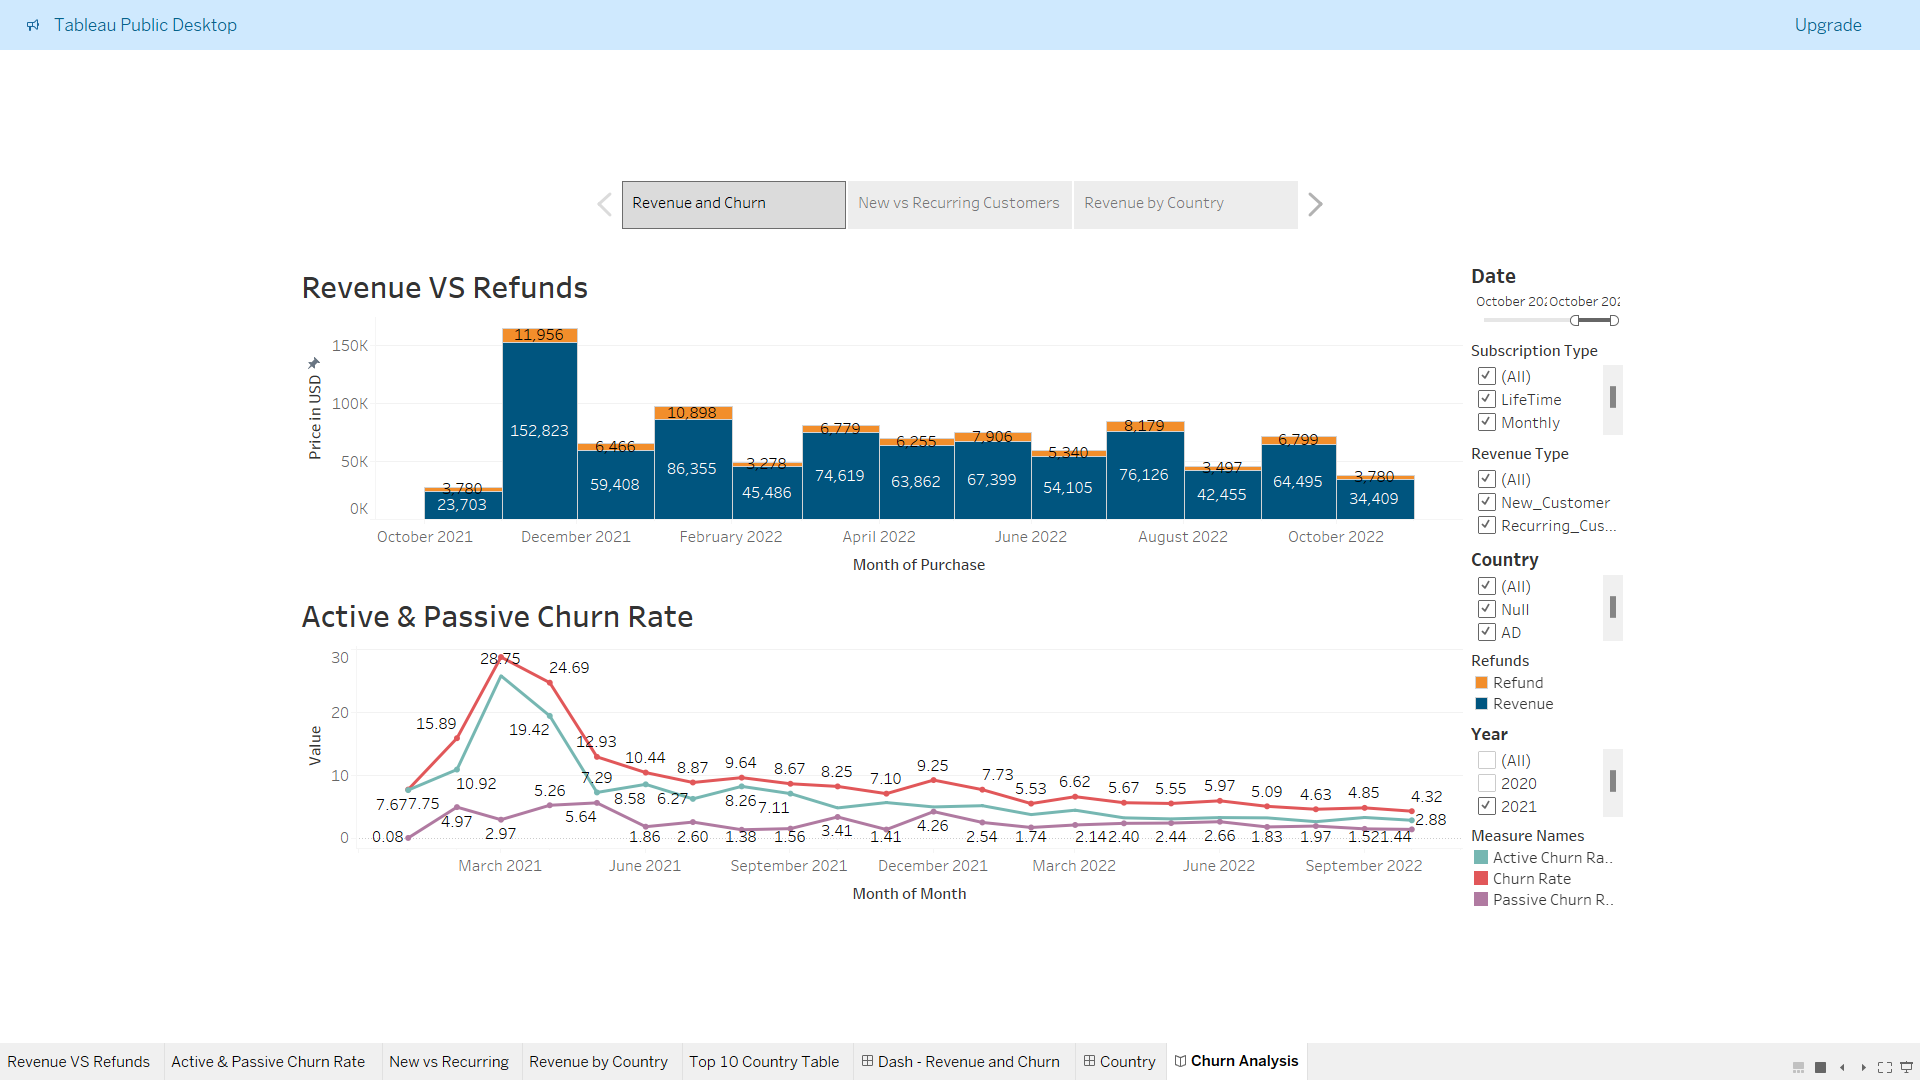 Tableau Public Desktop
Upgrade
Revenue and Churn
New vs Recurring Customers
Revenue by Country
Revenue VS Refunds
150K
100K
50K
0K
Price in USD
3,780
23,703
11,956
152,823
6,466
59,408
10,898
86,355
3,278
45,486
6,779
74,619
6,255
63,862
7,906
67,399
5,340
54,105
8,179
76,126
3,497
42,455
6,799
64,495
3,780
34,409
October 2021
December 2021
February 2022
April 2022
June 2022
August 2022
October 2022
Month of Purchase
Active & Passive Churn Rate
30
20
10
0
Value
28.75
24.69
15.89
19.42
12.93
10.44
8.87
9.64
8.67
8.25
7.10
9.25
7.73
5.53
6.62
5.67
5.55
5.97
5.09
4.63
4.85
4.32
10.92
5.26
7.29
8.58
6.27
8.26
7.11
7.67
7.75
2.88
0.08
4.97
2.97
5.64
1.86
2.60
1.38
1.56
3.41
1.41
4.26
2.54
1.74
2.14
2.40
2.44
2.66
1.83
1.97
1.52
1.44
March 2021
June 2021
September 2021
December 2021
March 2022
June 2022
September 2022
Month of Month
Date
October 202
October 202
Subscription Type
(All)
LifeTime
Monthly
Revenue Type
(All)
New_Customer
Recurring_Cus...
Country
(All)
Null
AD
Refunds
Refund
Revenue
Year
(All)
2020
2021
Measure Names
Active Churn Ra..
Churn Rate
Passive Churn R..
Revenue VS Refunds
Active & Passive Churn Rate
New vs Recurring
Revenue by Country
Top 10 Country Table
Dash - Revenue and Churn
Country
Churn Analysis